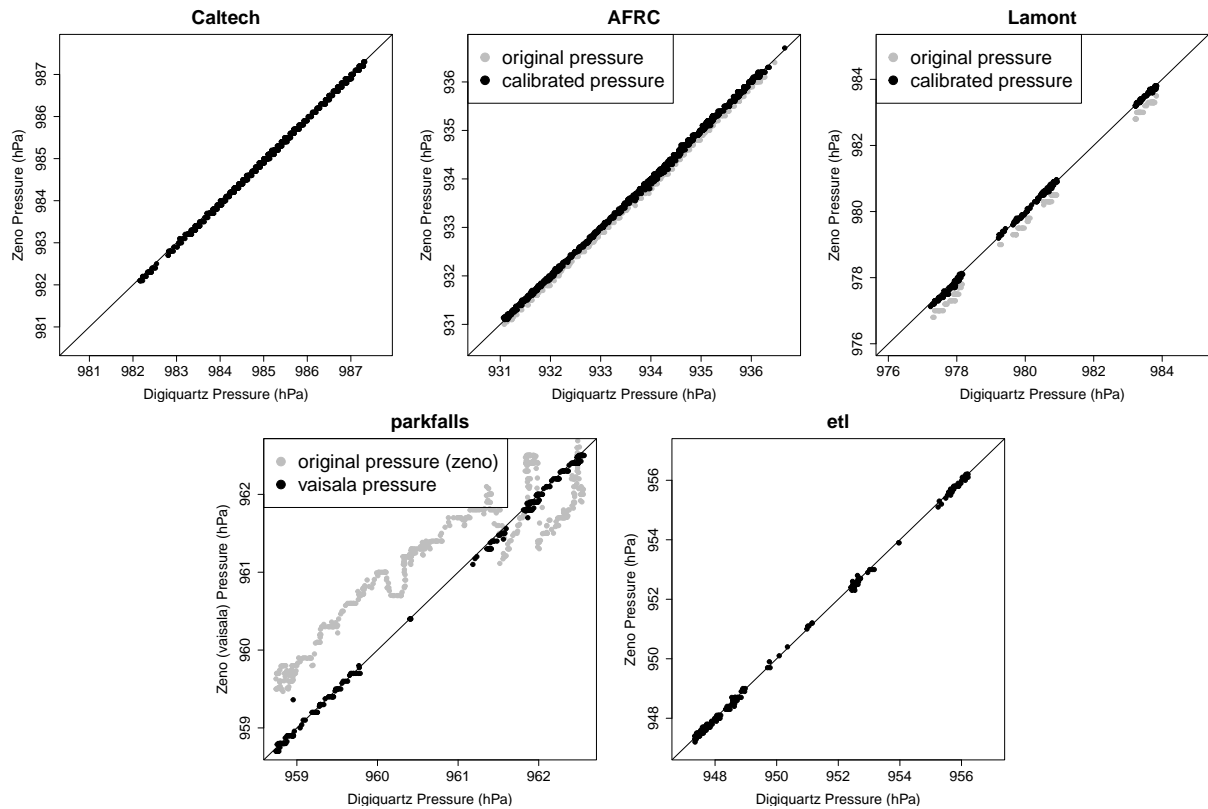 Caltech
Zeno Pressure (hPa)
981 982 983 984 985 986 987
981 982 983 984 985 986 987
Digiquartz Pressure (hPa)
AFRC
original pressure
calibrated pressure
Zeno Pressure (hPa)
931 932 933 934 935 936
931 932 933 934 935 936
Digiquartz Pressure (hPa)
Lamont
original pressure
calibrated pressure
Zeno Pressure (hPa)
976 978 980 982 984
976 978 980 982 984
Digiquartz Pressure (hPa)
parkfalls
original pressure (zeno)
vaisala pressure
Zeno (vaisala) Pressure (hPa)
959 960 961 962
959 960 961 962
Digiquartz Pressure (hPa)
etl
Zeno Pressure (hPa)
948 950 952 954 956
948 950 952 954 956
Digiquartz Pressure (hPa)